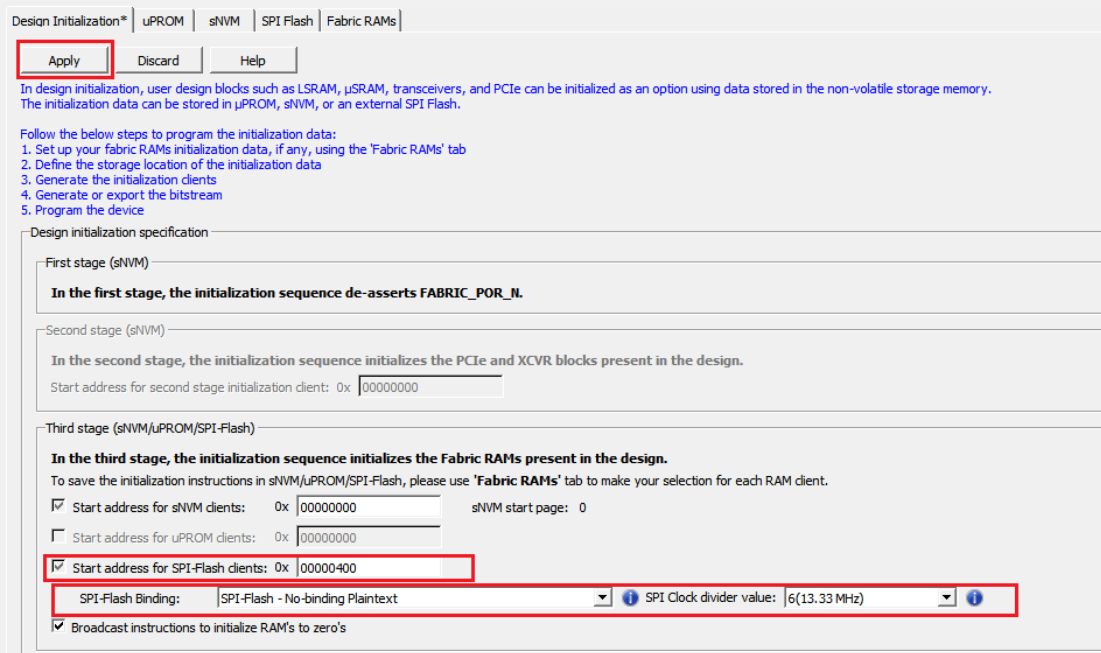 Design Initialization* uPROM sNVM SPI Flash Fabric RAMs
Apply Discard Help
In design initialization, user design blocks such as LSRAM, µSRAM, transceivers, and PCIe can be initialized as an option using data stored in the non-volatile storage memory.
The initialization data can be stored in µPROM, sNVM, or an external SPI Flash.
Follow the below steps to program the initialization data:
1. Set up your fabric RAMs initialization data, if any, using the 'Fabric RAMs' tab
2. Define the storage location of the initialization data
3. Generate the initialization clients
4. Generate or export the bitstream
5. Program the device
Design initialization specification
First stage (sNVM)
In the first stage, the initialization sequence de-asserts FABRIC_POR_N.
Second stage (sNVM)
In the second stage, the initialization sequence initializes the PCIe and XCVR blocks present in the design.
Start address for second stage initialization client: 0x 00000000
Third stage (sNVM/uPROM/SPI-Flash)
In the third stage, the initialization sequence initializes the Fabric RAMs present in the design.
To save the initialization instructions in sNVM/uPROM/SPI-Flash, please use 'Fabric RAMs' tab to make your selection for each RAM client.
Start address for sNVM clients: 0x 00000000 sNVM start page: 0
Start address for uPROM clients: 0x 00000000
Start address for SPI-Flash clients: 0x 00000400
SPI-Flash Binding: SPI-Flash - No-binding Plaintext SPI Clock divider value: 6(13.33 MHz)
Broadcast instructions to initialize RAM's to zero's